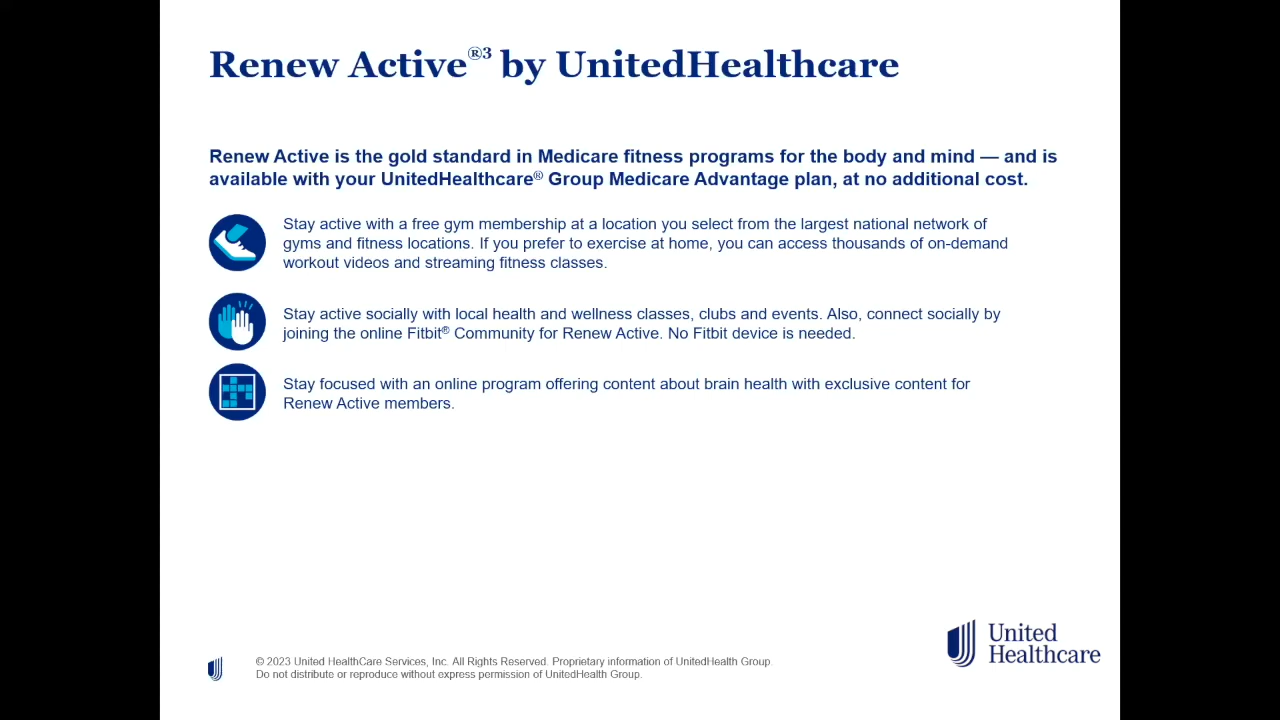 Renew Active®3 by UnitedHealthcare
Renew Active is the gold standard in Medicare fitness programs for the body and mind — and is
available with your UnitedHealthcare® Group Medicare Advantage plan, at no additional cost.
Stay active with a free gym membership at a location you select from the largest national network of
gyms and fitness locations. If you prefer to exercise at home, you can access thousands of on-demand
workout videos and streaming fitness classes.
Stay active socially with local health and wellness classes, clubs and events. Also, connect socially by
joining the online Fitbit® Community for Renew Active. No Fitbit device is needed.
Stay focused with an online program offering content about brain health with exclusive content for
Renew Active members.
© 2023 United HealthCare Services, Inc. All Rights Reserved. Proprietary information of UnitedHealth Group.
Do not distribute or reproduce without express permission of UnitedHealth Group.
United
Healthcare